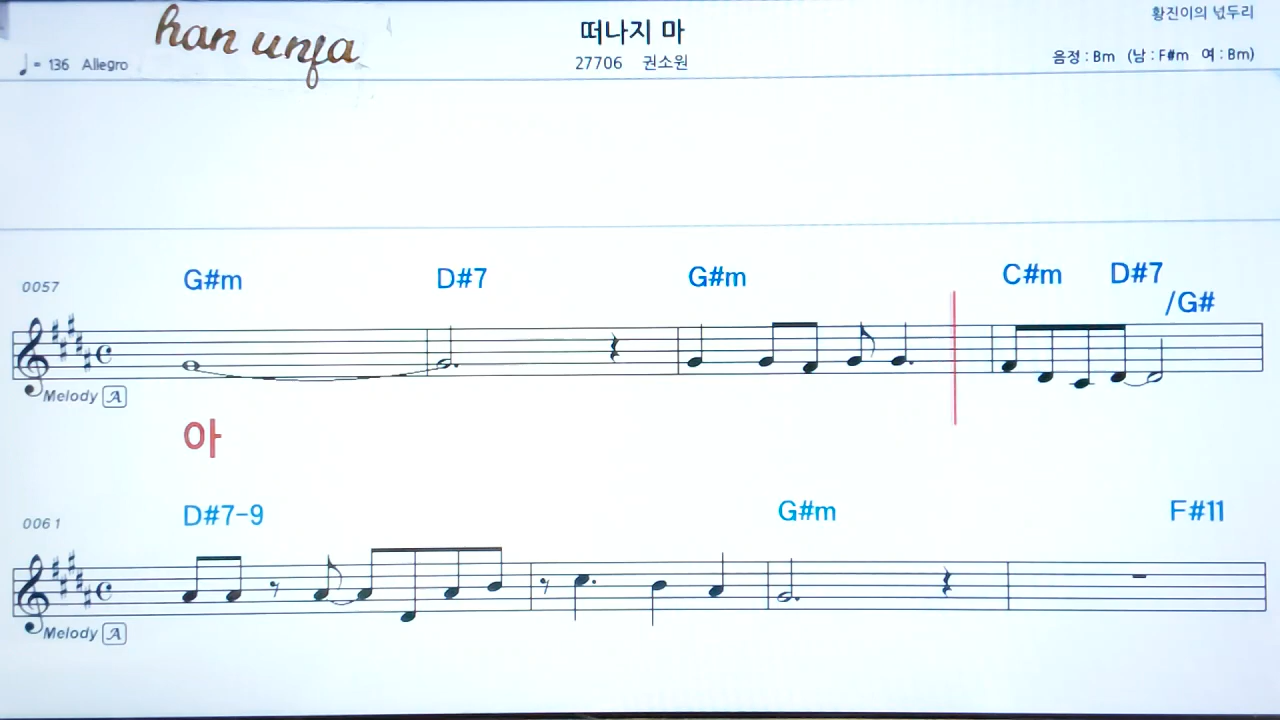 황진이의 넋두리
han unja
떠나지 마
♩= 136 Allegro
27706 권소원
음정 : Bm (남 : F#m 여 : Bm)
0057
G#m D#7 G#m C#m D#7
/G#
Melody A
아
0061
D#7-9 G#m F#11
Melody A